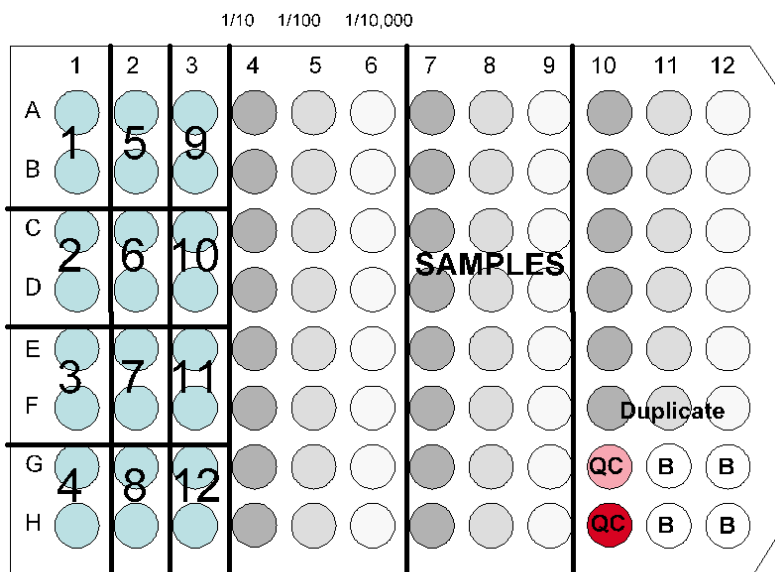 1/10 1/100 1/10,000
1 2 3 4 5 6 7 8 9 10 11 12
A
1 5 9
B
C
2 6 10 SAMPLES
D
E
3 7 11
F Duplicate
G QC B B
4 8 12
H QC B B